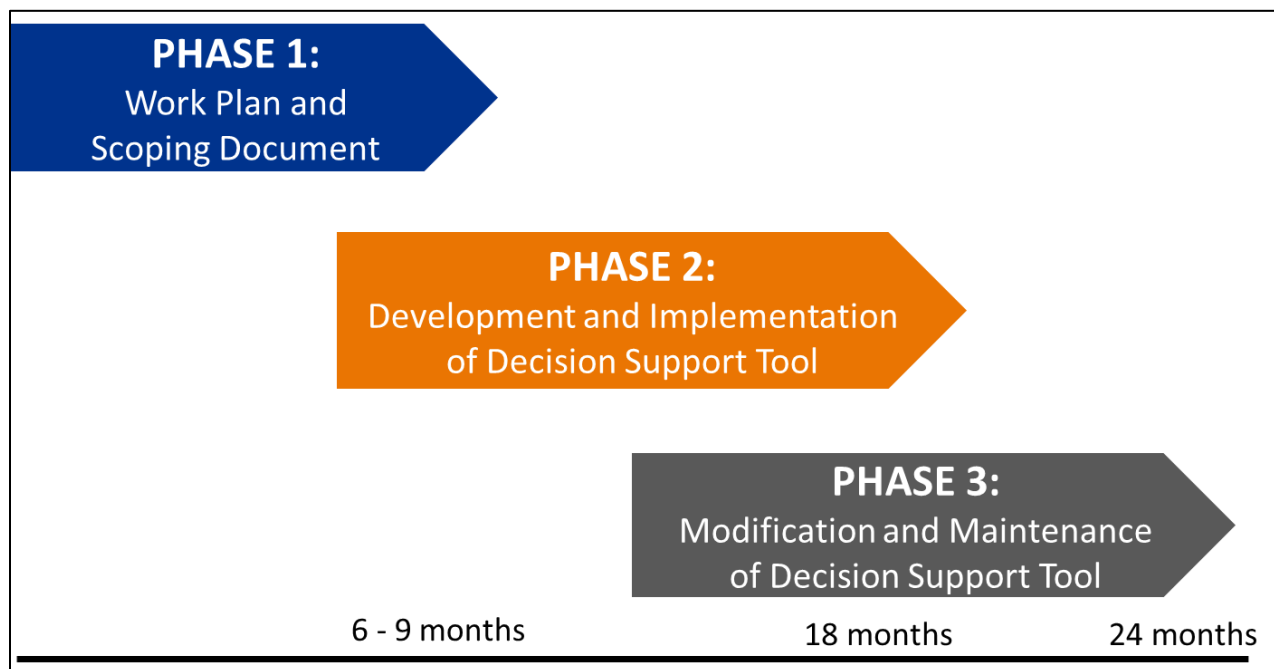 PHASE 1:
Work Plan and
Scoping Document
PHASE 2:
Development and Implementation
of Decision Support Tool
PHASE 3:
Modification and Maintenance
of Decision Support Tool
6 - 9 months
18 months
24 months